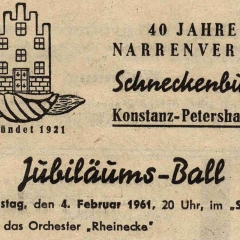 40 JAHRE
NARRENVER
Schneckenbu
Konstanz-Petersha
ündet 1921
Jubiläums-Ball
stag, den 4. Februar 1961, 20 Uhr, im „S
das Orchester „Rheinecke"